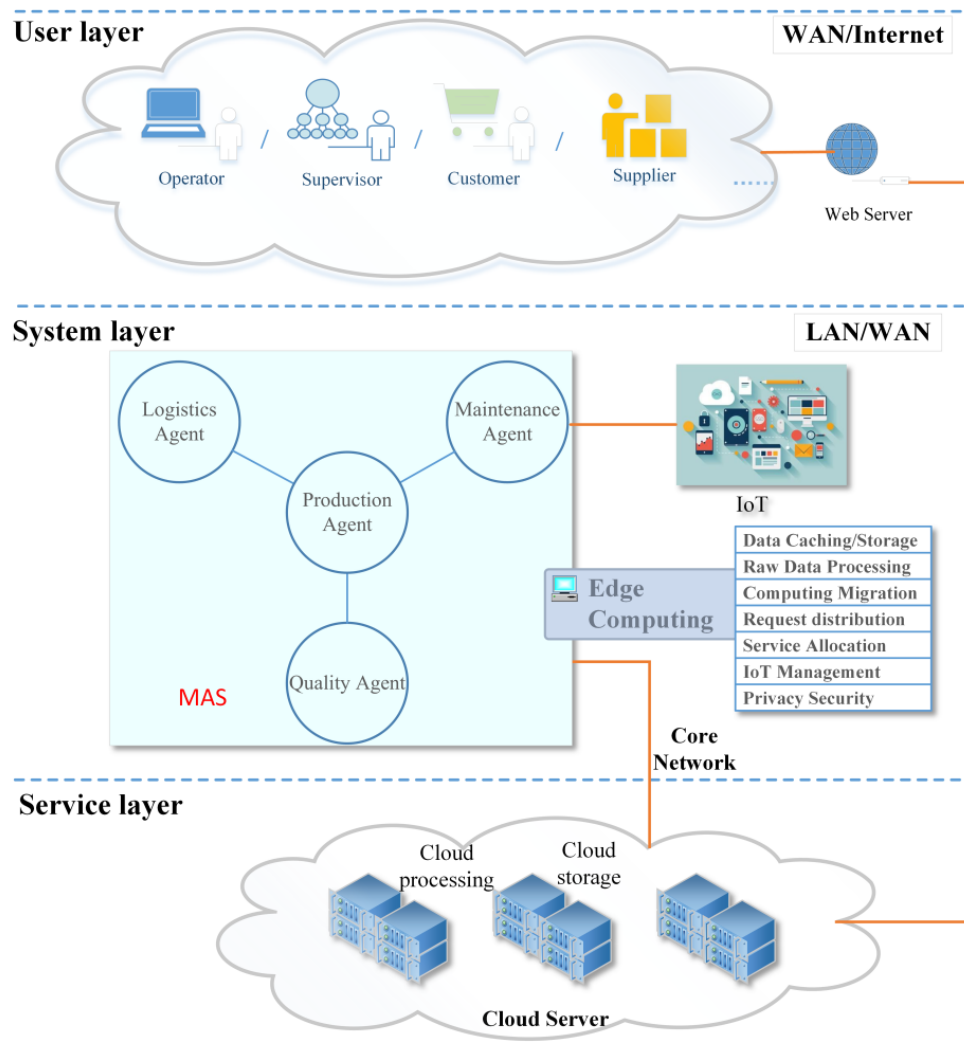 User layer
WAN/Internet
/
/
/
Operator
Supervisor
Customer
Supplier
......
Web Server
System layer
LAN/WAN
Logistics
Agent
Maintenance
Agent
Production
Agent
Quality Agent
MAS
IoT
Edge
Computing
Data Caching/Storage
Raw Data Processing
Computing Migration
Request distribution
Service Allocation
IoT Management
Privacy Security
Core
Network
Service layer
Cloud
processing
Cloud
storage
Cloud Server